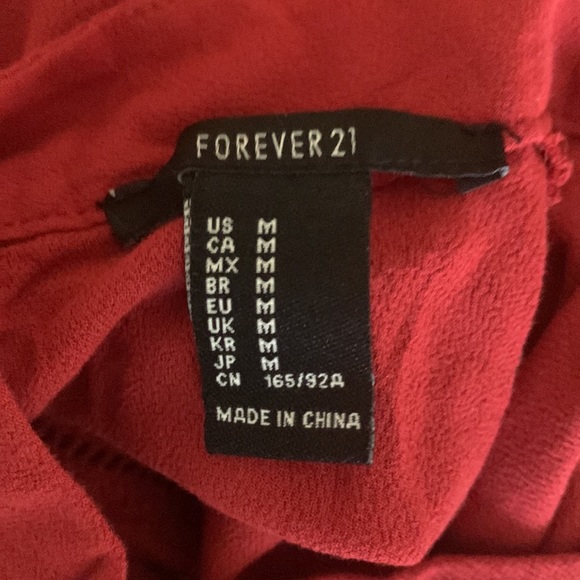 FOREVER 21
US M
CA M
MX M
BR M
EU M
UK M
KR M
JP M
CN 165/92A
MADE IN CHINA